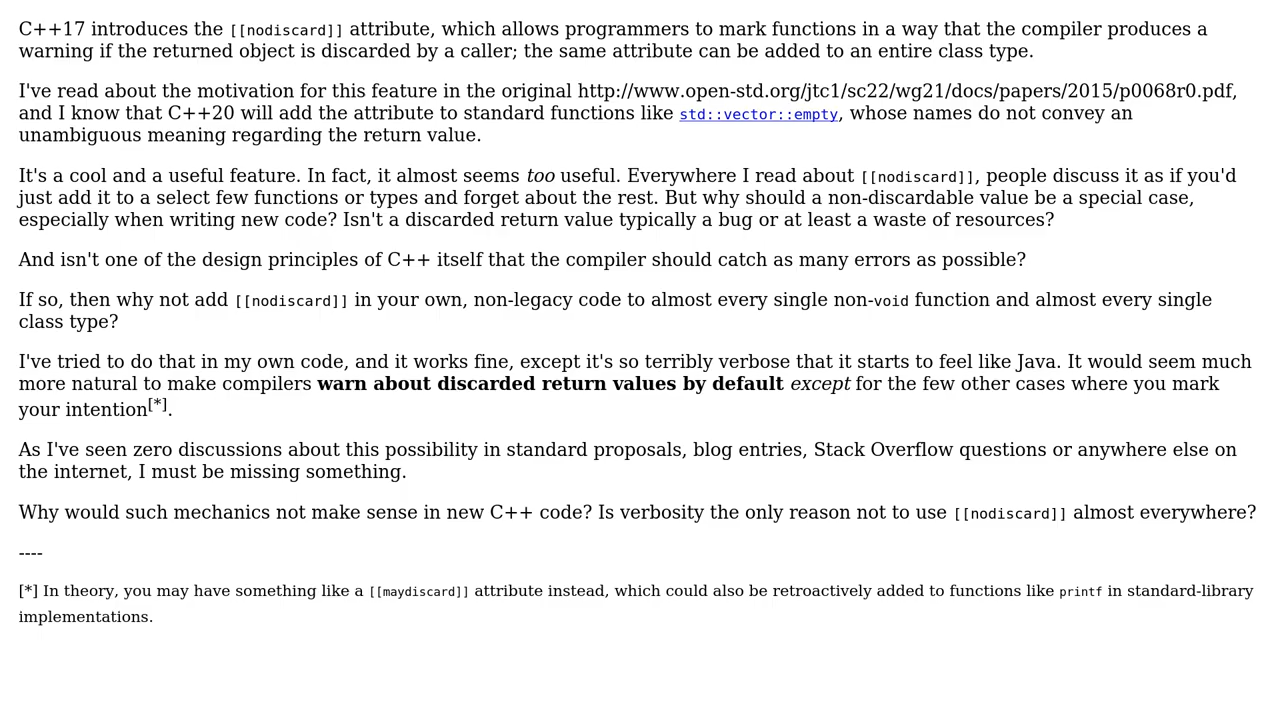 C++17 introduces the [[nodiscard]] attribute, which allows programmers to mark functions in a way that the compiler produces a
warning if the returned object is discarded by a caller; the same attribute can be added to an entire class type.
I've read about the motivation for this feature in the original http://www.open-std.org/jtc1/sc22/wg21/docs/papers/2015/p0068r0.pdf,
and I know that C++20 will add the attribute to standard functions like std::vector::empty, whose names do not convey an
unambiguous meaning regarding the return value.
It's a cool and a useful feature. In fact, it almost seems too useful. Everywhere I read about [[nodiscard]], people discuss it as if you'd
just add it to a select few functions or types and forget about the rest. But why should a non-discardable value be a special case,
especially when writing new code? Isn't a discarded return value typically a bug or at least a waste of resources?
And isn't one of the design principles of C++ itself that the compiler should catch as many errors as possible?
If so, then why not add [[nodiscard]] in your own, non-legacy code to almost every single non-void function and almost every single
class type?
I've tried to do that in my own code, and it works fine, except it's so terribly verbose that it starts to feel like Java. It would seem much
more natural to make compilers warn about discarded return values by default except for the few other cases where you mark
your intention[*].
As I've seen zero discussions about this possibility in standard proposals, blog entries, Stack Overflow questions or anywhere else on
the internet, I must be missing something.
Why would such mechanics not make sense in new C++ code? Is verbosity the only reason not to use [[nodiscard]] almost everywhere?
----
[*] In theory, you may have something like a [[maydiscard]] attribute instead, which could also be retroactively added to functions like printf in standard-library
implementations.